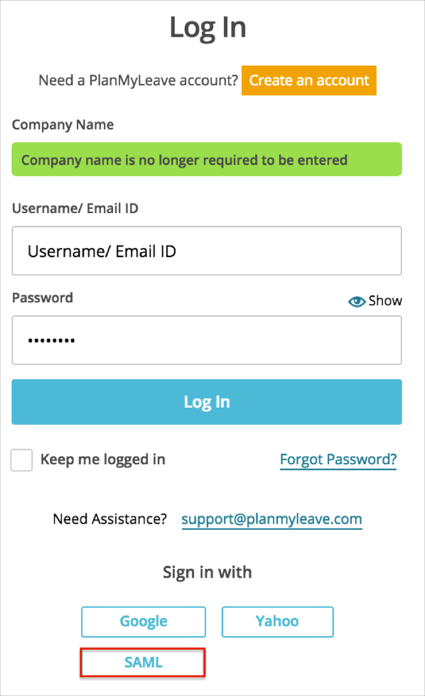 Log In
Need a PlanMyLeave account? Create an account
Company Name
Company name is no longer required to be entered
Username/ Email ID
Username/ Email ID
Password Show
••••••••
Log In
Keep me logged in Forgot Password?
Need Assistance? support@planmyleave.com
Sign in with
Google Yahoo
SAML